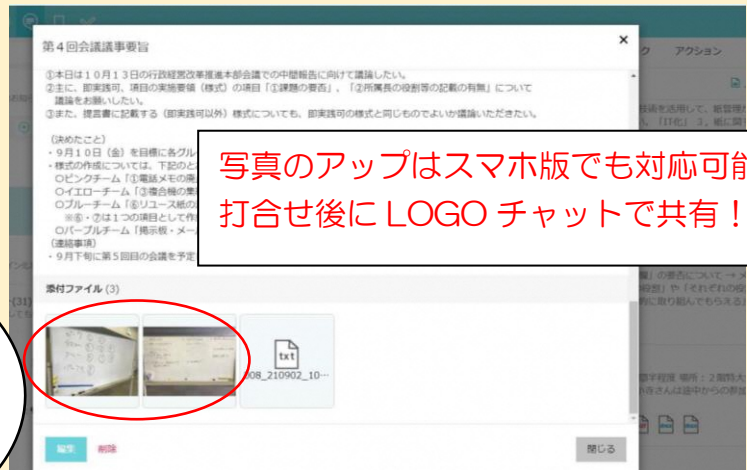 第4回会議議事要旨
×
ク アクション
①本日は10月13日の行政経営改革推進本部会議での中間報告に向けて議論したい。
②主に、即実践可、項目の実施要領（様式）の項目「①課題の要否」、「②所属長の役割等の記載の有無」について
議論をお願いしたい。
③また、提言書に記載する（即実践可以外）様式についても、即実践可の様式と同じものでよいか議論いただきたい。
（決めたこと）
・9月10日（金）を目標に各グル
・様式の作成については、下記のと
〇ピンクチーム「①電話メモの廃
〇イエローチーム「③複合機の集
〇ブルーチーム「⑥リユース紙の
※⑥・⑦は1つの項目として作
〇パープルチーム「掲示板・メー
（連絡事項）
・9月下旬に第5回目の会議を予定
写真のアップはスマホ版でも対応可能
打合せ後にLOGOチャットで共有！
添付ファイル (3)
txt
008_210902_10…
編集 削除
閉じる